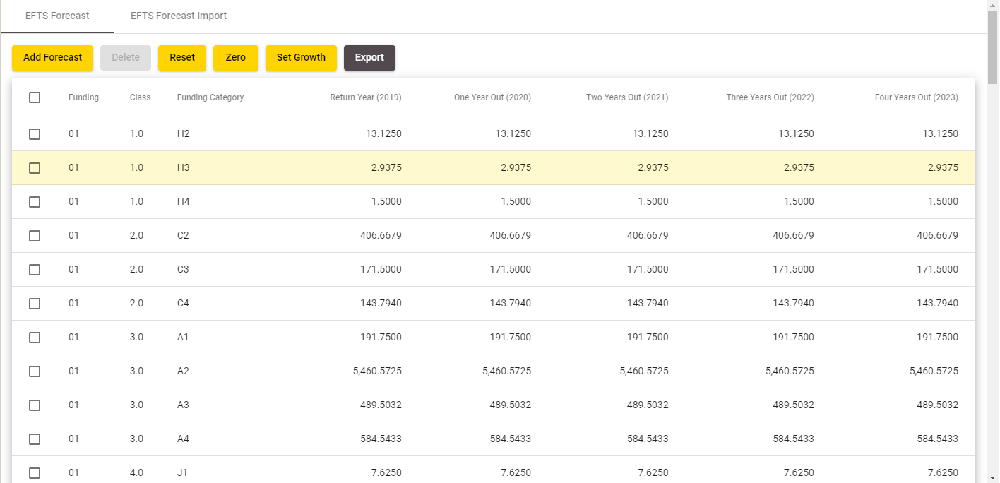 EFTS Forecast EFTS Forecast Import
Add Forecast Delete Reset Zero Set Growth Export
Funding Class Funding Category Return Year (2019) One Year Out (2020) Two Years Out (2021) Three Years Out (2022) Four Years Out (2023)
01 1.0 H2 13.1250 13.1250 13.1250 13.1250 13.1250
01 1.0 H3 2.9375 2.9375 2.9375 2.9375 2.9375
01 1.0 H4 1.5000 1.5000 1.5000 1.5000 1.5000
01 2.0 C2 406.6679 406.6679 406.6679 406.6679 406.6679
01 2.0 C3 171.5000 171.5000 171.5000 171.5000 171.5000
01 2.0 C4 143.7940 143.7940 143.7940 143.7940 143.7940
01 3.0 A1 191.7500 191.7500 191.7500 191.7500 191.7500
01 3.0 A2 5,460.5725 5,460.5725 5,460.5725 5,460.5725 5,460.5725
01 3.0 A3 489.5032 489.5032 489.5032 489.5032 489.5032
01 3.0 A4 584.5433 584.5433 584.5433 584.5433 584.5433
01 4.0 J1 7.6250 7.6250 7.6250 7.6250 7.6250